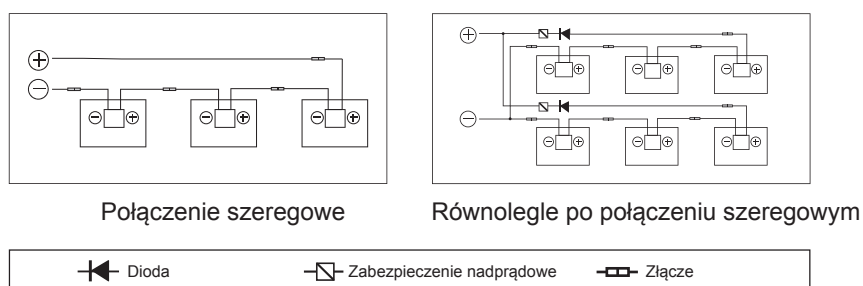 Połączenie szeregowe
Równolegle po połączeniu szeregowym
Dioda
Zabezpieczenie nadprądowe
Złącze